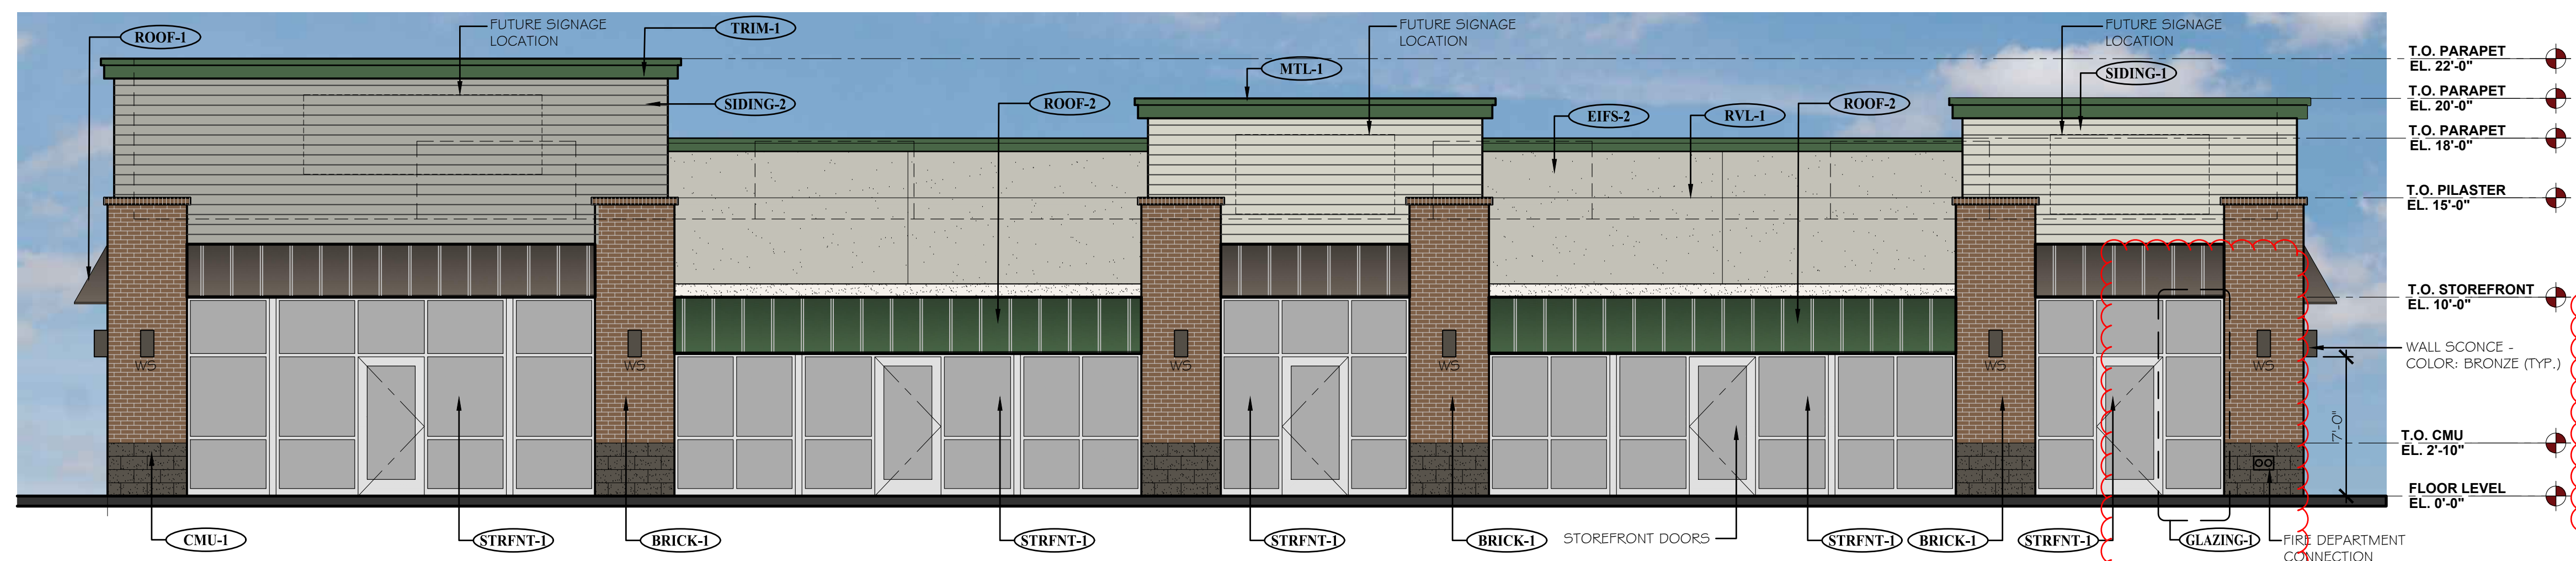 ROOF-1
FUTURE SIGNAGE
LOCATION
TRIM-1
SIDING-2
ROOF-2
MTL-1
FUTURE SIGNAGE
LOCATION
EIFS-2
RVL-1
ROOF-2
FUTURE SIGNAGE
LOCATION
SIDING-1
T.O. PARAPET
EL. 22'-0"
T.O. PARAPET
EL. 20'-0"
T.O. PARAPET
EL. 18'-0"
T.O. PILASTER
EL. 15'-0"
T.O. STOREFRONT
EL. 10'-0"
WALL SCONCE -
COLOR: BRONZE (TYP.)
7'-0"
T.O. CMU
EL. 2'-10"
FLOOR LEVEL
EL. 0'-0"
WS
WS
WS
WS
WS
WS
CMU-1
STRFNT-1
BRICK-1
STRFNT-1
STRFNT-1
BRICK-1
STOREFRONT DOORS
STRFNT-1
BRICK-1
STRFNT-1
GLAZING-1
FIRE DEPARTMENT
CONNECTION